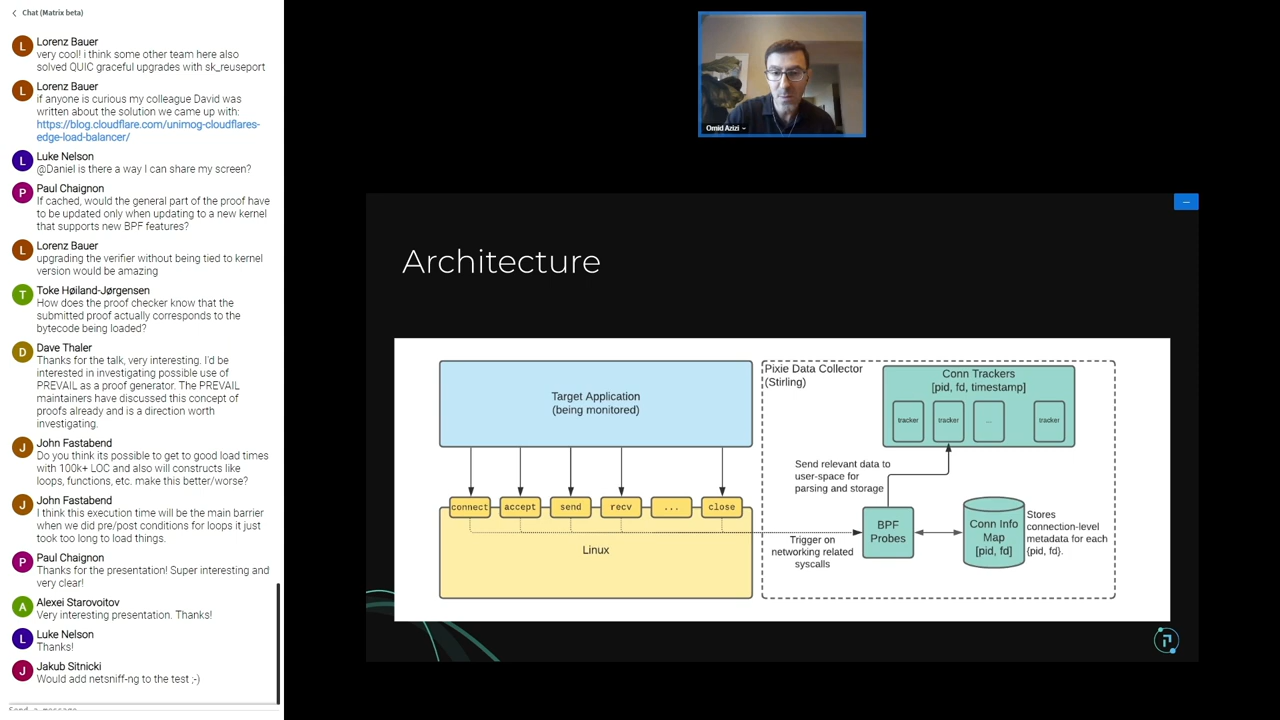 Chat (Matrix beta)
Lorenz Bauer
very cool! i think some other team here also
solved QUIC graceful upgrades with sk_reuseport
Lorenz Bauer
if anyone is curious my colleague David was
written about the solution we came up with:
https://blog.cloudflare.com/unimog-cloudflares-
edge-load-balancer/
Luke Nelson
@Daniel is there a way I can share my screen?
Paul Chaignon
If cached, would the general part of the proof have
to be updated only when updating to a new kernel
that supports new BPF features?
Lorenz Bauer
upgrading the verifier without being tied to kernel
version would be amazing
Toke Høiland-Jørgensen
How does the proof checker know that the
submitted proof actually corresponds to the
bytecode being loaded?
Dave Thaler
Thanks for the talk, very interesting. I'd be
interested in investigating possible use of
PREVAIL as a proof generator. The PREVAIL
maintainers have discussed this concept of
proofs already and is a direction worth
investigating.
John Fastabend
Do you think its possible to get to good load times
with 100k+ LOC and also will constructs like
loops, functions, etc. make this better/worse?
John Fastabend
I think this execution time will be the main barrier
when we did pre/post conditions for loops it just
took too long to load things.
Paul Chaignon
Thanks for the presentation! Super interesting and
very clear!
Alexei Starovoitov
Very interesting presentation. Thanks!
Luke Nelson
Thanks!
Jakub Sitnicki
Would add netsniff-ng to the test ;-)
Send a message
L
L
L
P
L
T
D
J
J
P
A
L
J
Omid Azizi
Architecture
Target Application
(being monitored)
connect
accept
send
recv
...
close
Linux
Pixie Data Collector
(Stirling)
Conn Trackers
[pid, fd, timestamp]
tracker
tracker
...
tracker
Send relevant data to
user-space for
parsing and storage
Trigger on
networking related
syscalls
BPF
Probes
Conn Info
Map
[pid, fd]
Stores
connection-level
metadata for each
{pid, fd}.